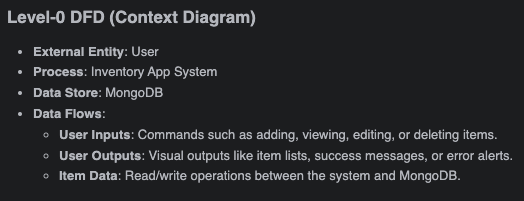 Level-0 DFD (Context Diagram)
• External Entity: User
• Process: Inventory App System
• Data Store: MongoDB
• Data Flows:
◦ User Inputs: Commands such as adding, viewing, editing, or deleting items.
◦ User Outputs: Visual outputs like item lists, success messages, or error alerts.
◦ Item Data: Read/write operations between the system and MongoDB.